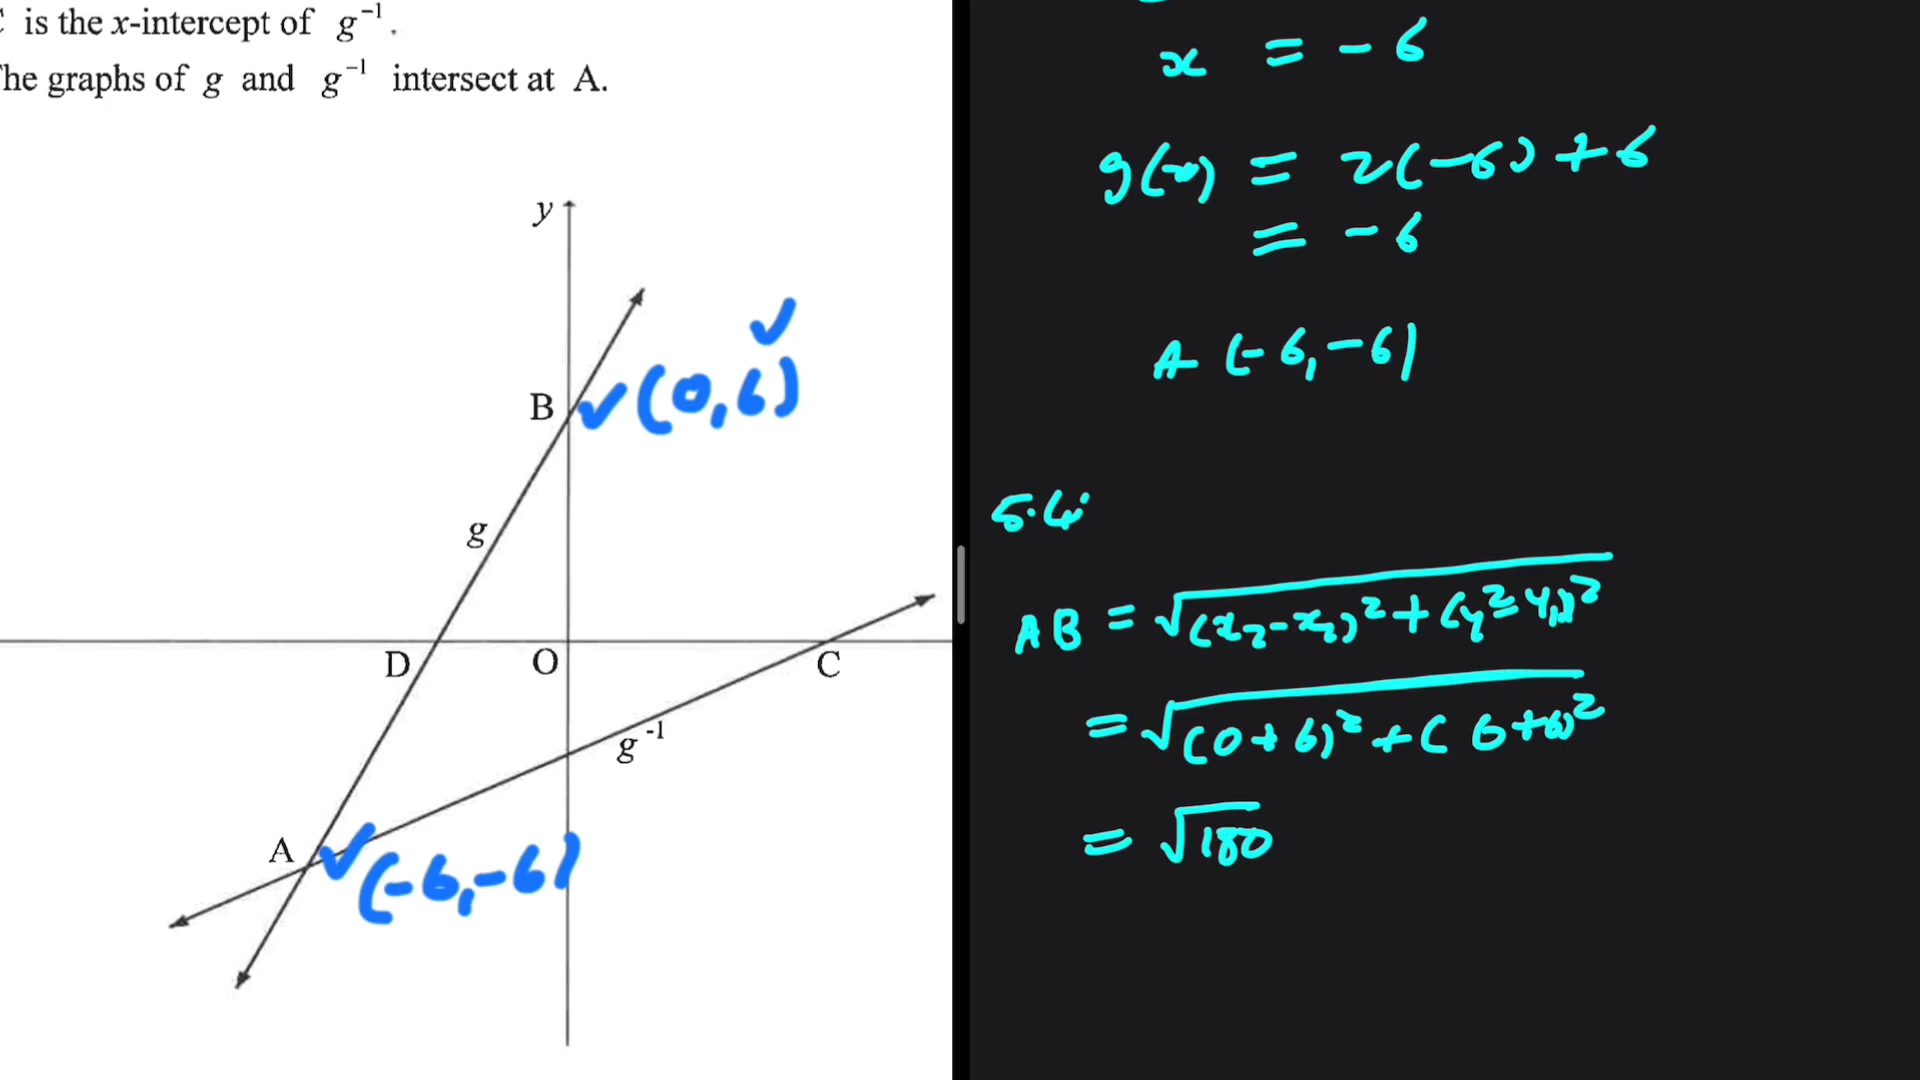 is the x-intercept of g⁻¹.
he graphs of g and g⁻¹ intersect at A.
y
B
(0,6)
g
D
O
C
g⁻¹
A
(-6,-6)
x = -6
g(x) = 2(-6)+6
= -6
A (-6,-6)
5.4
AB = √(x₂-x₁)²+(y₂-y₁)²
= √(0+6)²+(6+6)²
= √180